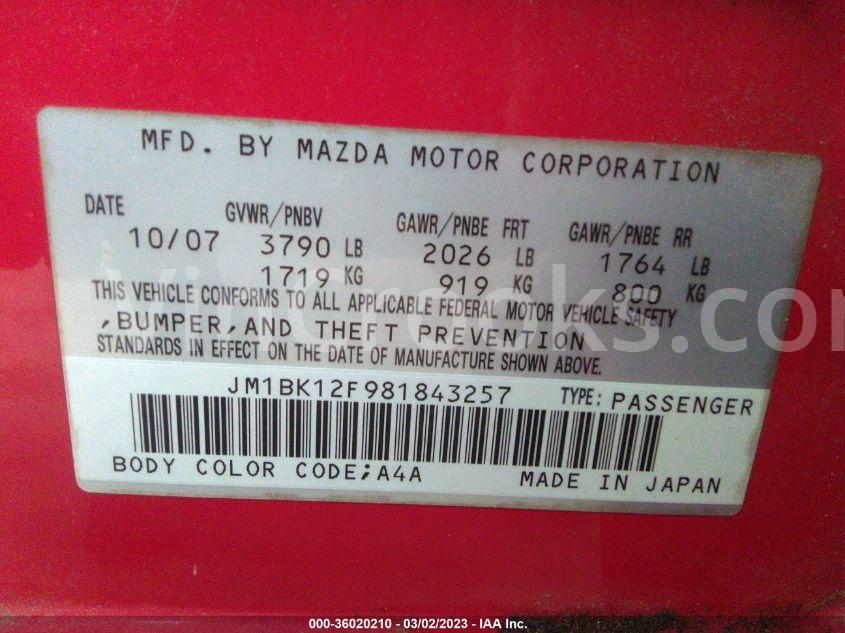 MFD. BY MAZDA MOTOR CORPORATION
DATE GVWR/PNBV GAWR/PNBE FRT GAWR/PNBE RR
10/07 3790 LB 2026 LB 1764 LB
1719 KG 919 KG 800 KG
THIS VEHICLE CONFORMS TO ALL APPLICABLE FEDERAL MOTOR VEHICLE SAFETY
,BUMPER,AND THEFT PREVENTION
STANDARDS IN EFFECT ON THE DATE OF MANUFACTURE SHOWN ABOVE.
JM1BK12F981843257 TYPE: PASSENGER
BODY COLOR CODE;A4A MADE IN JAPAN
000-36020210 - 03/02/2023 - IAA Inc.